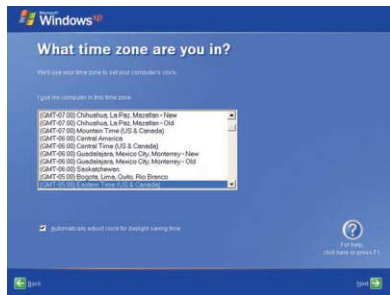 Microsoft
Windows xp
What time zone are you in?
We'll use your time zone to set your computer's clock.
I use my computer in this time zone:
(GMT-07:00) Chihuahua, La Paz, Mazatlan - New
(GMT-07:00) Chihuahua, La Paz, Mazatlan - Old
(GMT-07:00) Mountain Time (US & Canada)
(GMT-06:00) Central America
(GMT-06:00) Central Time (US & Canada)
(GMT-06:00) Guadalajara, Mexico City, Monterrey - New
(GMT-06:00) Guadalajara, Mexico City, Monterrey - Old
(GMT-06:00) Saskatchewan
(GMT-05:00) Bogota, Lima, Quito, Rio Branco
(GMT-05:00) Eastern Time (US & Canada)
Automatically adjust clock for daylight saving time
For help,
click here or press F1.
Back
Next